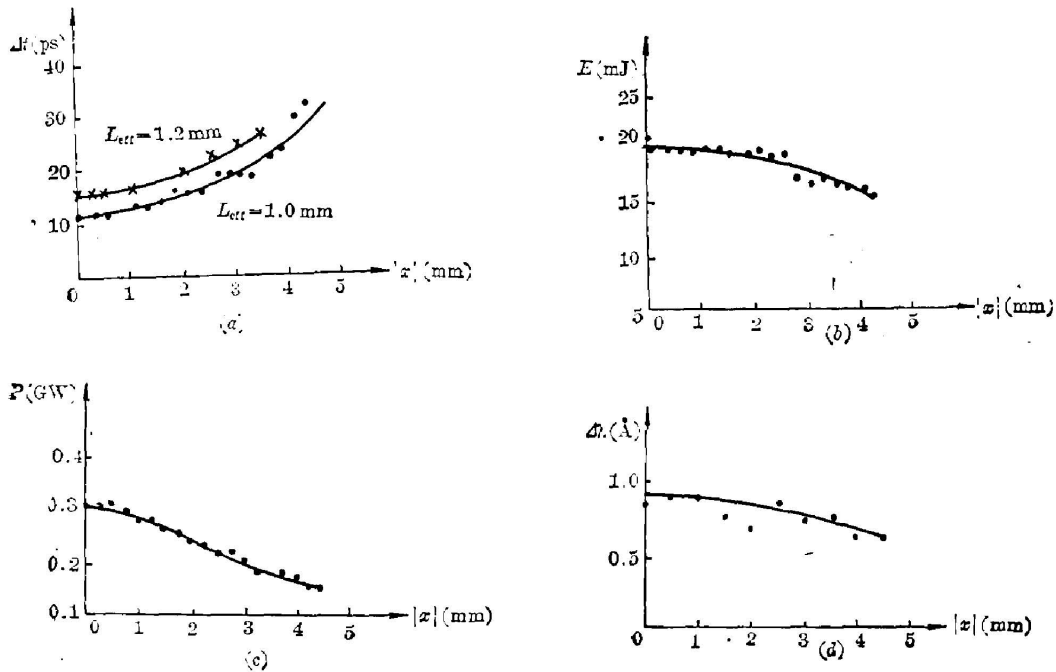 Δt(ps)
40
30
20
10
L_eff=1.2 mm
L_eff=1.0 mm
0 1 2 3 4 5 |x| (mm)
(a)
E(mJ)
25
20
15
10
5 0 1 2 3 4 5 |x| (mm)
(b)
P(GW)
0.4
0.3
0.2
0.1
0 1 2 3 4 5 |x| (mm)
(c)
Δλ(Å)
1.0
0.5
0 1 2 3 4 5 |x| (mm)
(d)